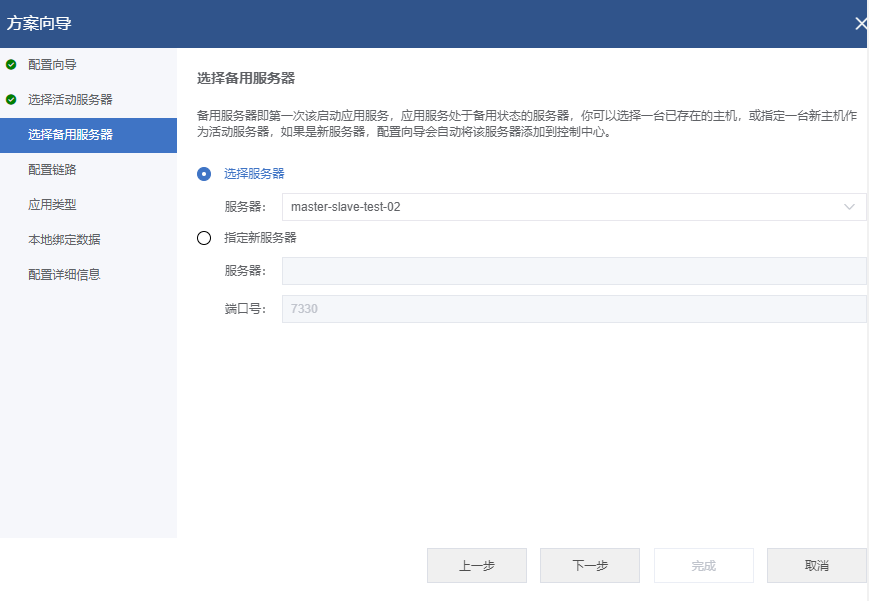 方案向导
配置向导
选择活动服务器
选择备用服务器
配置链路
应用类型
本地绑定数据
配置详细信息
选择备用服务器
备用服务器即第一次该启动应用服务，应用服务处于备用状态的服务器，你可以选择一台已存在的主机，或指定一台新主机作
为活动服务器，如果是新服务器，配置向导会自动将该服务器添加到控制中心。
选择服务器
服务器： master-slave-test-02
指定新服务器
服务器：
端口号： 7330
上一步 下一步 完成 取消